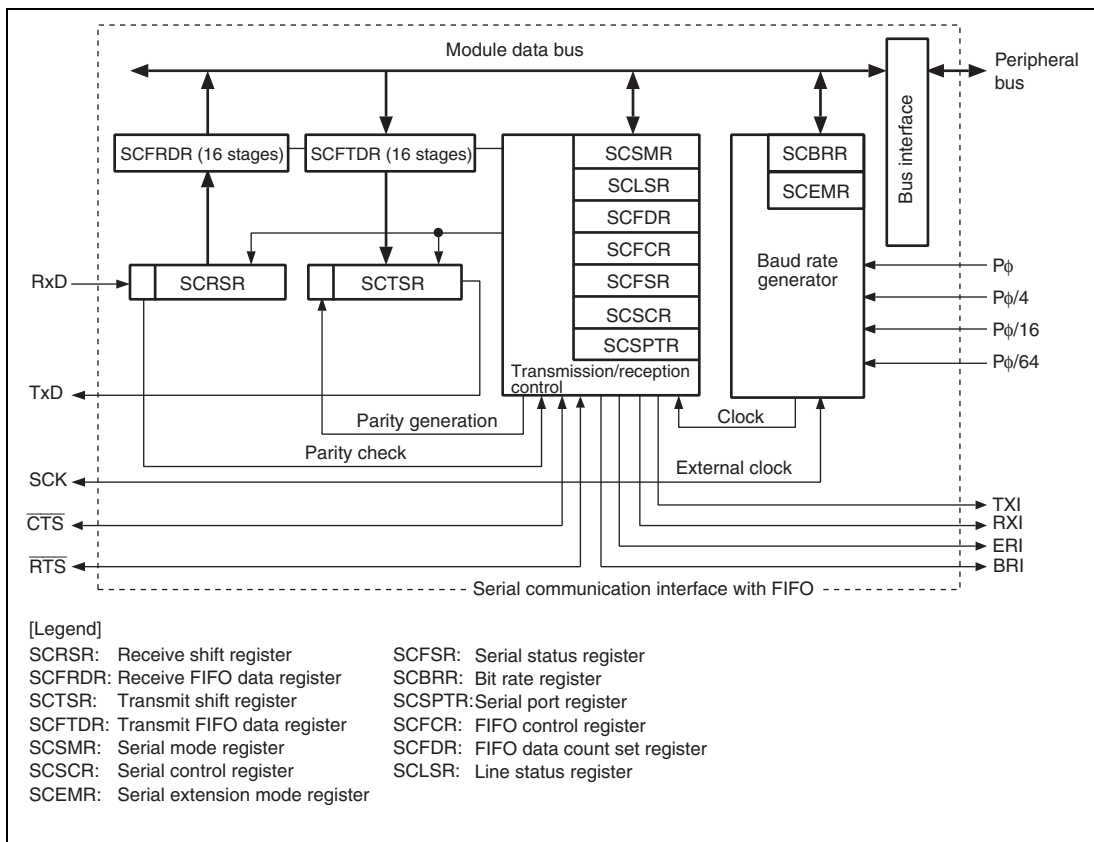 Module data bus
Peripheral
bus
Bus interface
SCFRDR (16 stages)
SCFTDR (16 stages)
SCSMR
SCLSR
SCFDR
SCFCR
SCFSR
SCSCR
SCSPTR
Transmission/reception
control
SCBRR
SCEMR
Baud rate
generator
RxD
SCRSR
SCTSR
Pϕ
Pϕ/4
Pϕ/16
Pϕ/64
TxD
Parity generation
Parity check
Clock
External clock
SCK
CTS
RTS
TXI
RXI
ERI
BRI
Serial communication interface with FIFO
[Legend]
SCRSR: Receive shift register
SCFRDR: Receive FIFO data register
SCTSR: Transmit shift register
SCFTDR: Transmit FIFO data register
SCSMR: Serial mode register
SCSCR: Serial control register
SCEMR: Serial extension mode register
SCFSR: Serial status register
SCBRR: Bit rate register
SCSPTR: Serial port register
SCFCR: FIFO control register
SCFDR: FIFO data count set register
SCLSR: Line status register